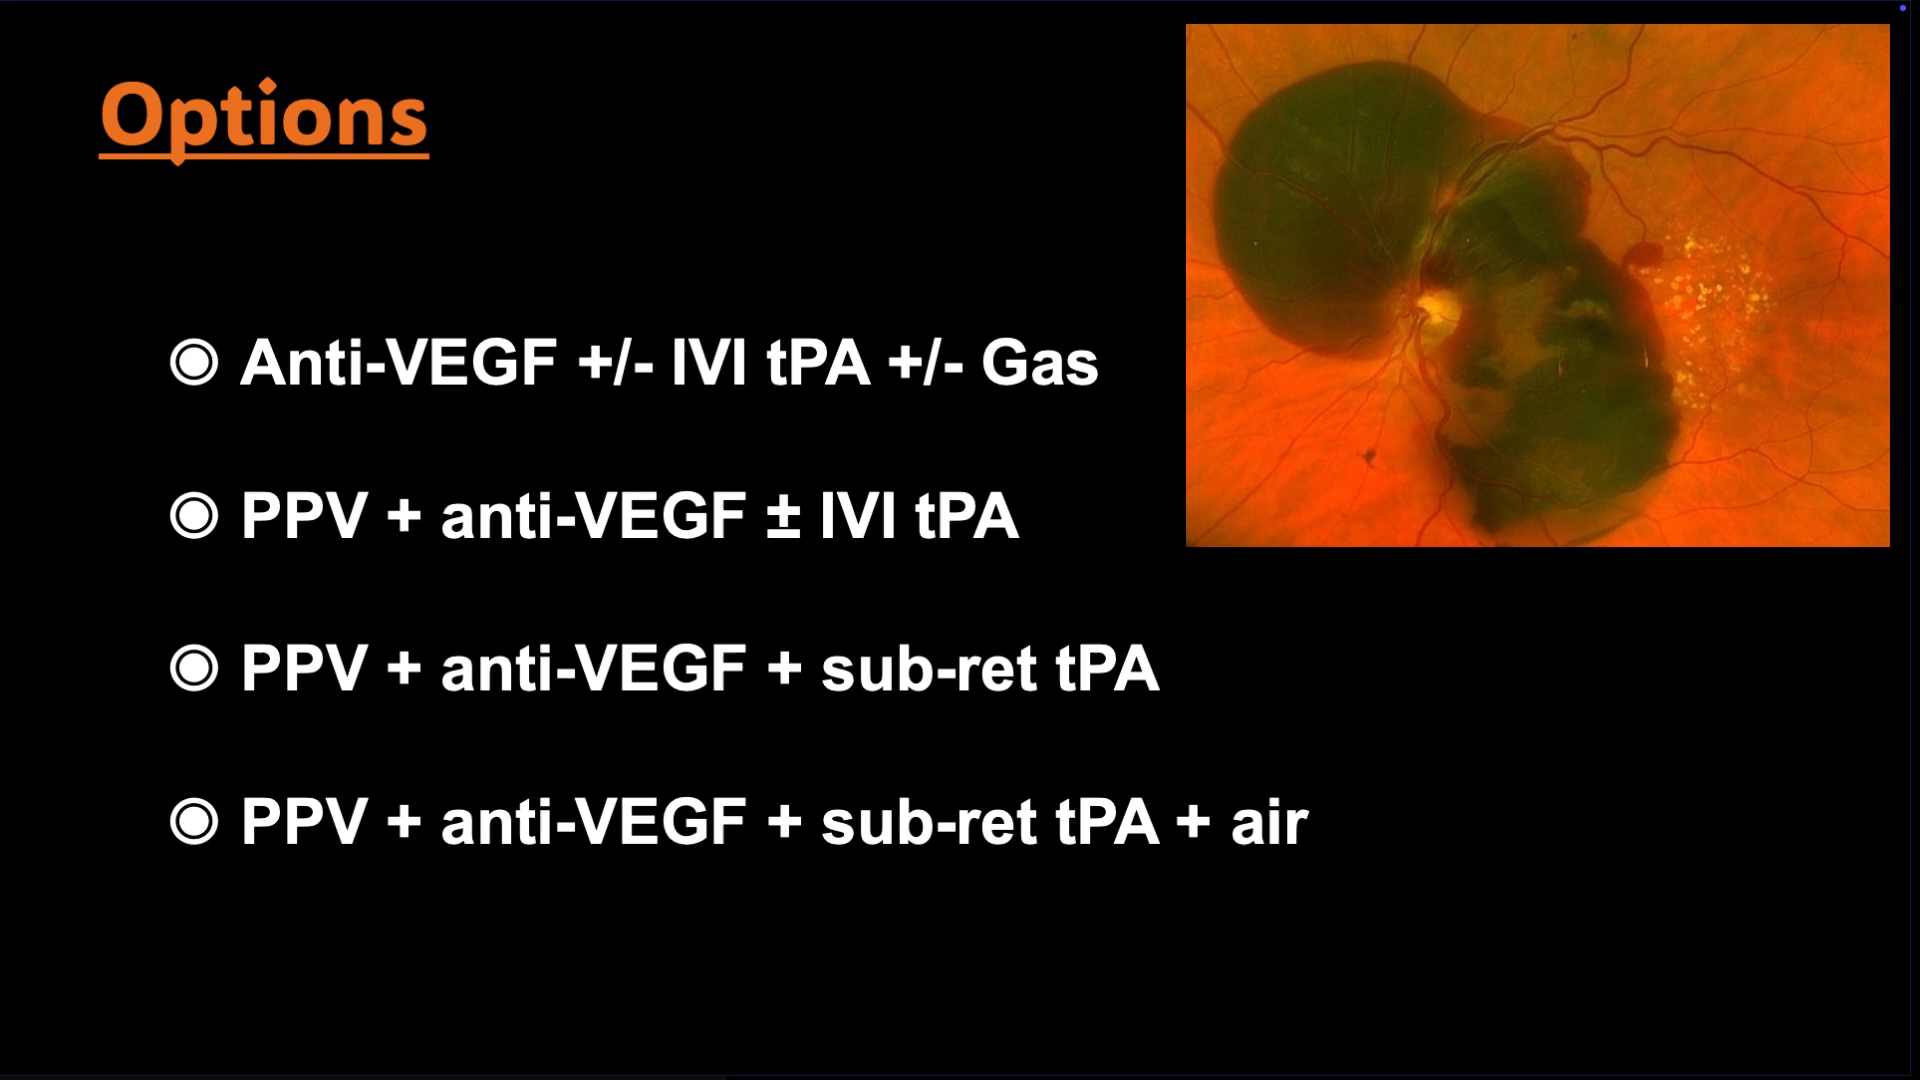 Options
◉ Anti-VEGF +/- IVI tPA +/- Gas
◉ PPV + anti-VEGF ± IVI tPA
◉ PPV + anti-VEGF + sub-ret tPA
◉ PPV + anti-VEGF + sub-ret tPA + air